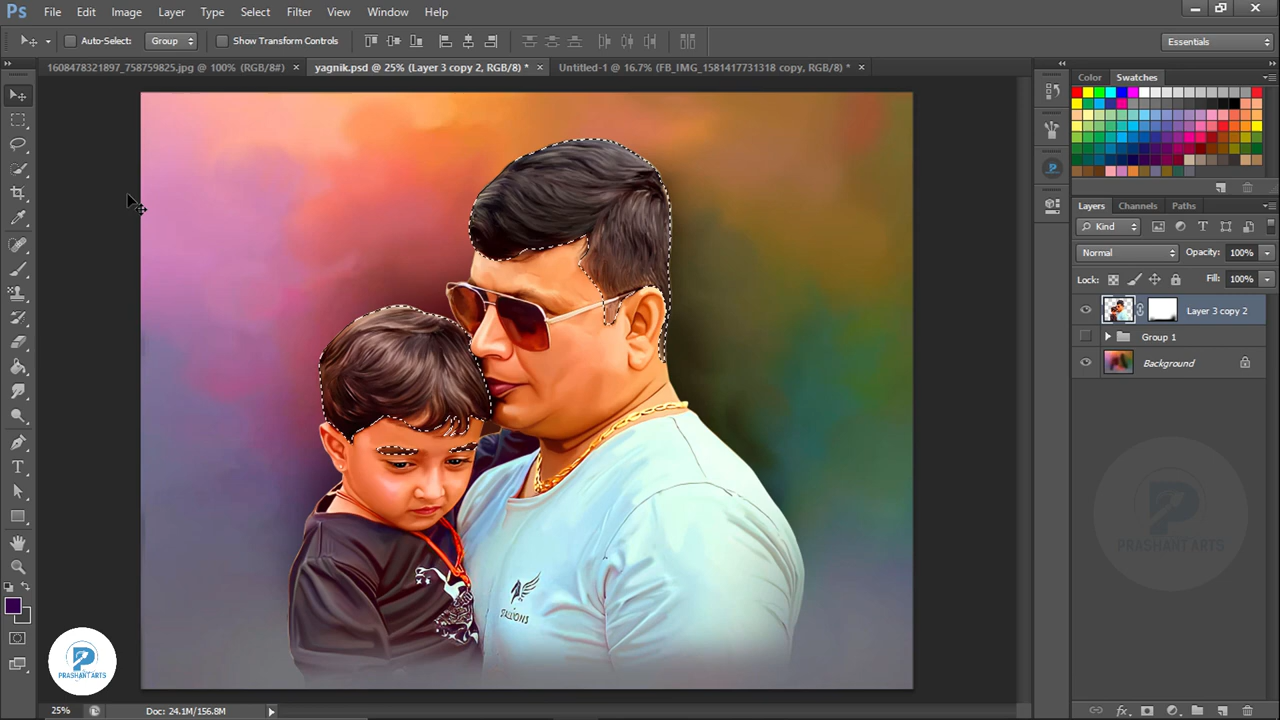 Ps File Edit Image Layer Type Select Filter View Window Help
Auto-Select: Group Show Transform Controls Essentials
1608478321897_758759825.jpg @ 100% (RGB/8#) × yagnik.psd @ 25% (Layer 3 copy 2, RGB/8) * × Untitled-1 @ 16.7% (FB_IMG_1581417731318 copy, RGB/8) * ×
Color Swatches
Layers Channels Paths
Kind
Normal Opacity: 100%
Lock: Fill: 100%
Layer 3 copy 2
Group 1
Background
STALLIONS
PRASHANT ARTS
PRASHANT ARTS
25% Doc: 24.1M/156.8M